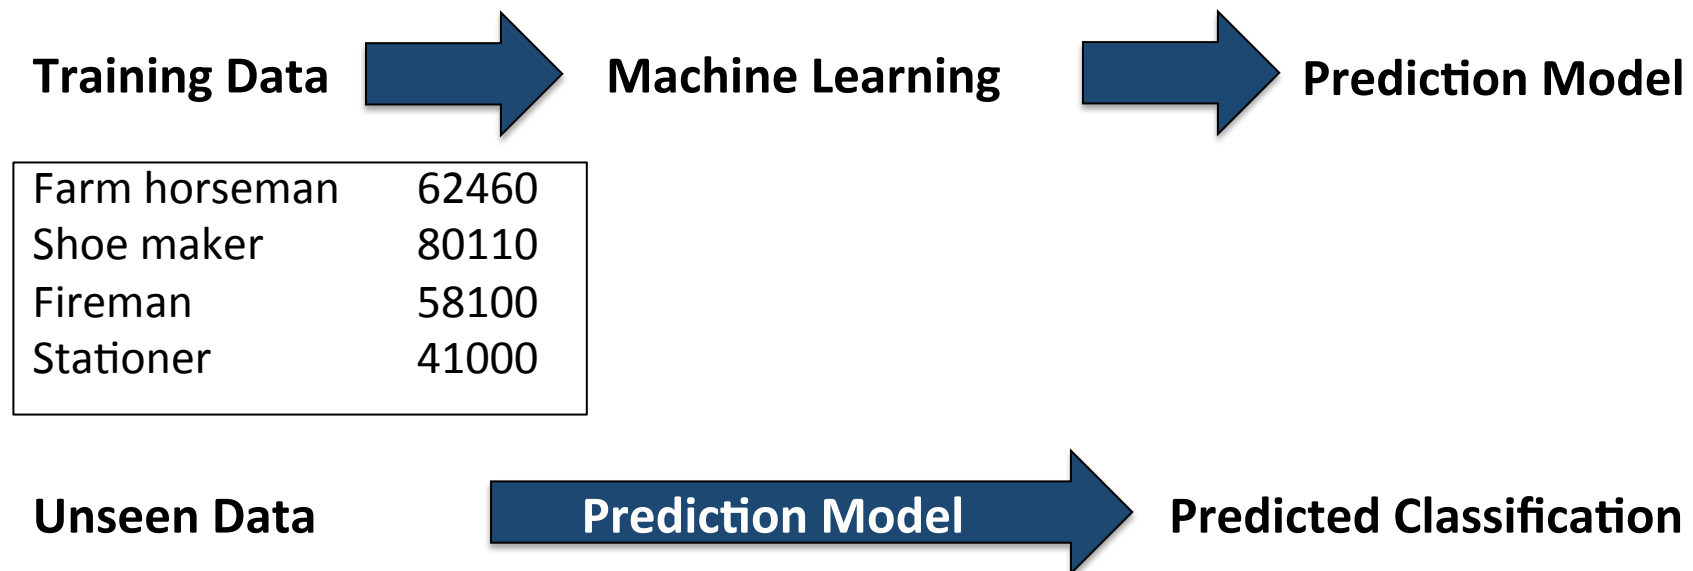 Training Data Machine Learning Prediction Model
Farm horseman 62460
Shoe maker 80110
Fireman 58100
Stationer 41000
Unseen Data Prediction Model Predicted Classification